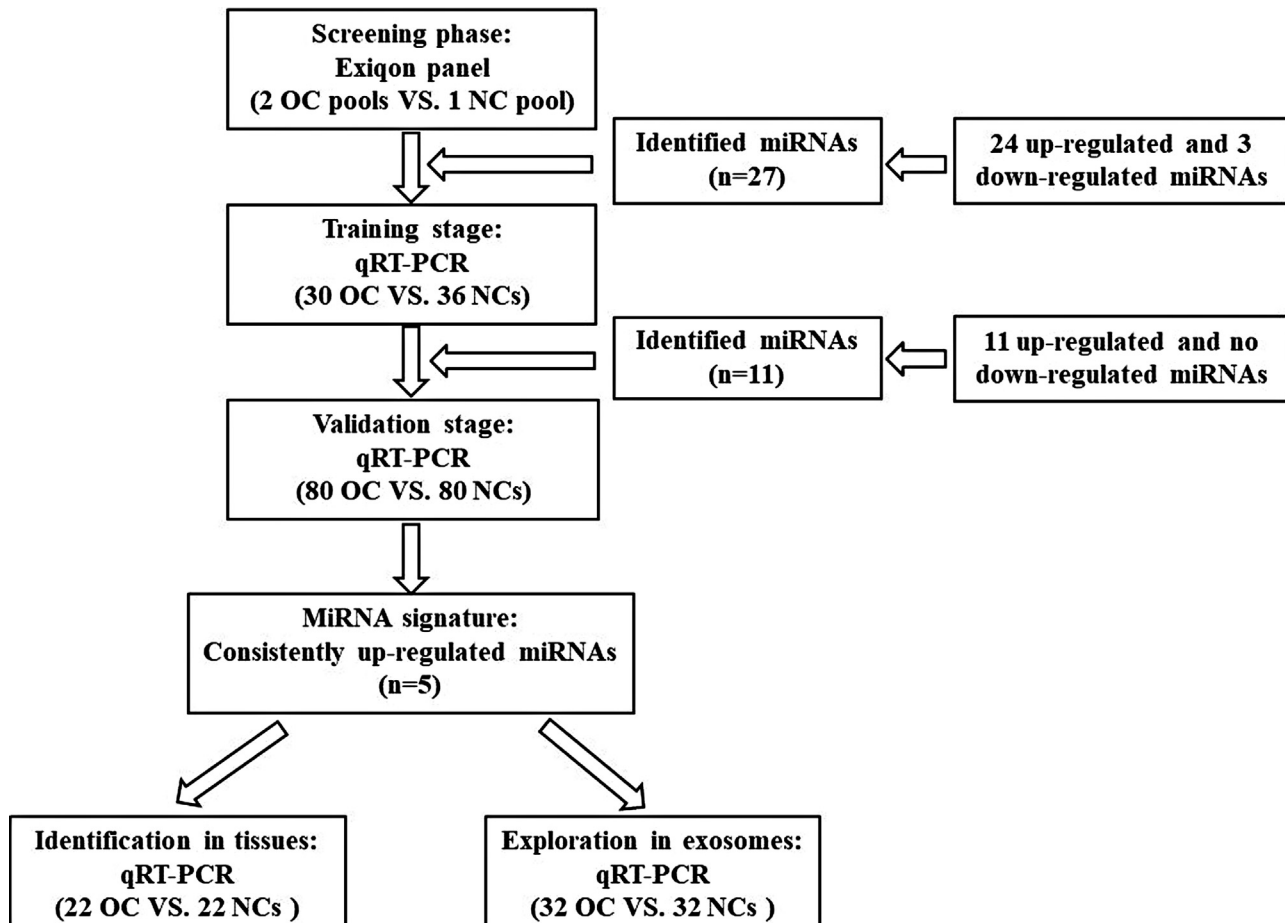 Screening phase:
Exiqon panel
(2 OC pools VS. 1 NC pool)
Identified miRNAs
(n=27)
24 up-regulated and 3
down-regulated miRNAs
Training stage:
qRT-PCR
(30 OC VS. 36 NCs)
Identified miRNAs
(n=11)
11 up-regulated and no
down-regulated miRNAs
Validation stage:
qRT-PCR
(80 OC VS. 80 NCs)
MiRNA signature:
Consistently up-regulated miRNAs
(n=5)
Identification in tissues:
qRT-PCR
(22 OC VS. 22 NCs )
Exploration in exosomes:
qRT-PCR
(32 OC VS. 32 NCs )